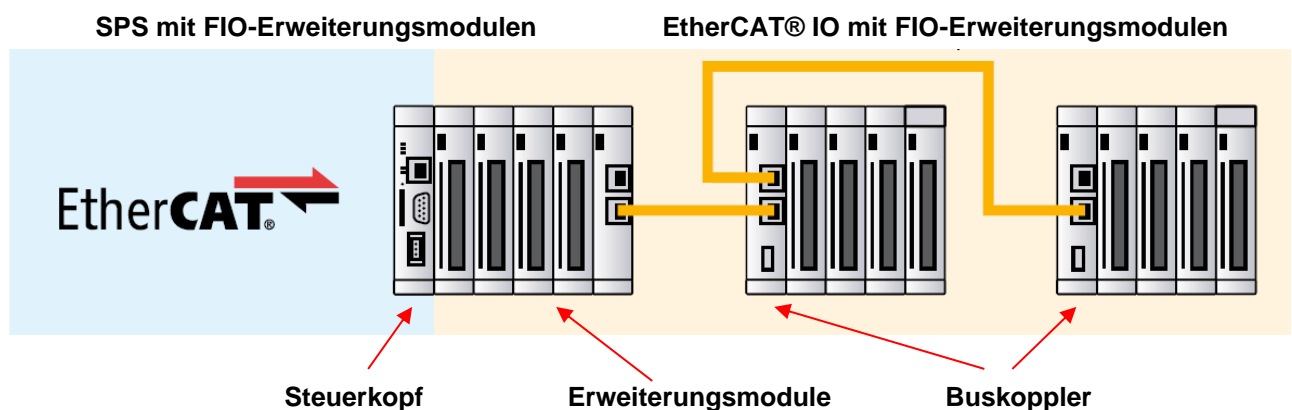 SPS mit FIO-Erweiterungsmodulen
EtherCAT® IO mit FIO-Erweiterungsmodulen
EtherCAT®
Steuerkopf
Erweiterungsmodule
Buskoppler